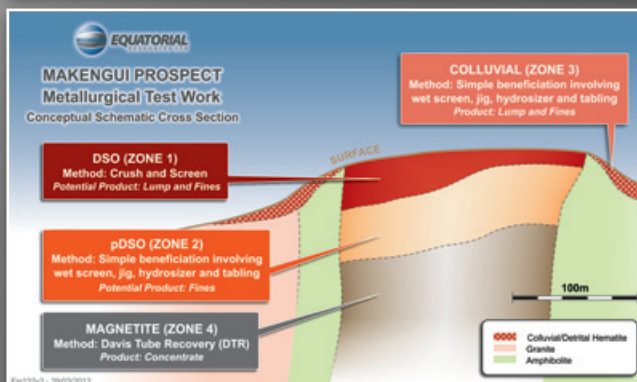 EQUATORIAL
MAKENGUI PROSPECT
Metallurgical Test Work
Conceptual Schematic Cross Section
COLLUVIAL (ZONE 3)
Method: Simple beneficiation involving
wet screen, jig, hydrosizer and tabling
Product: Lump and Fines
SURFACE
DSO (ZONE 1)
Method: Crush and Screen
Potential Product: Lump and Fines
pDSO (ZONE 2)
Method: Simple beneficiation involving
wet screen, jig, hydrosizer and tabling
Potential Product: Fines
MAGNETITE (ZONE 4)
Method: Davis Tube Recovery (DTR)
Product: Concentrate
100m
Colluvial/Detrital Hematite
Granite
Amphibolite